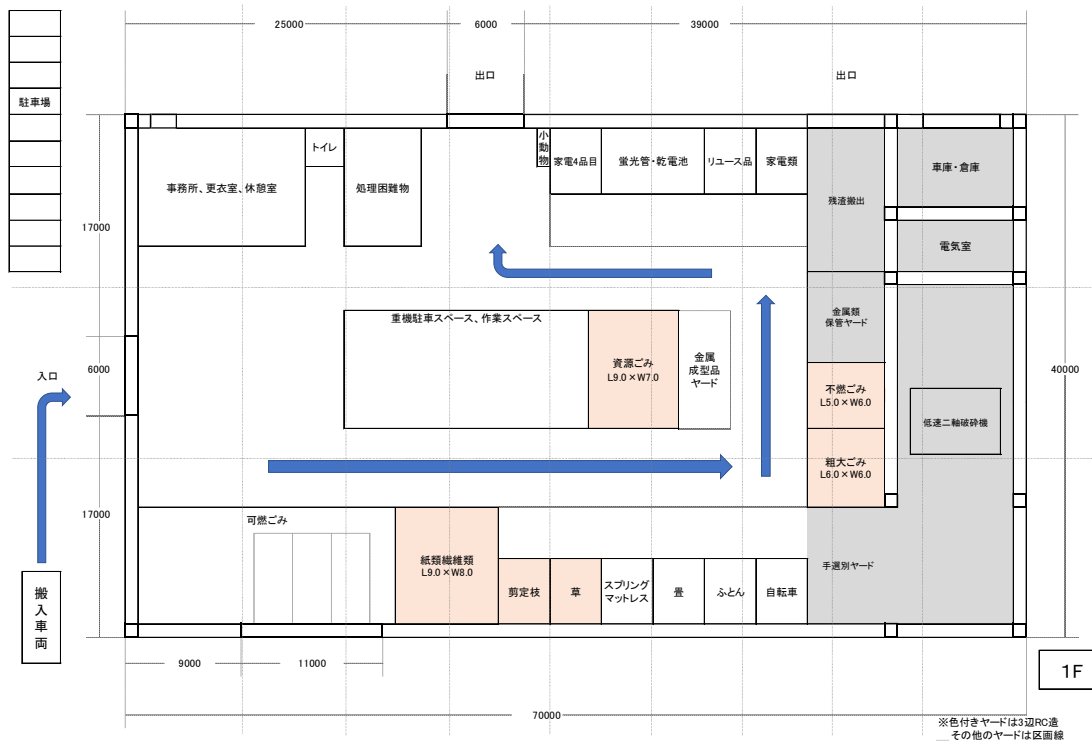 25000
6000
39000
出口
出口
駐車場
小動物
トイレ
家電4品目
蛍光管・乾電池
リユース品
家電類
車庫・倉庫
事務所、更衣室、休憩室
処理困難物
残渣搬出
17000
電気室
重機駐車スペース、作業スペース
金属類
保管ヤード
資源ごみ
L9.0×W7.0
金属
成型品
ヤード
入口
6000
40000
不燃ごみ
L5.0×W6.0
低速二軸破砕機
粗大ごみ
L6.0×W6.0
17000
可燃ごみ
紙類繊維類
L9.0×W8.0
手選別ヤード
剪定枝
草
スプリング
マットレス
畳
ふとん
自転車
搬入車両
9000
11000
1F
70000
※色付きヤードは3辺RC造
その他のヤードは区画線